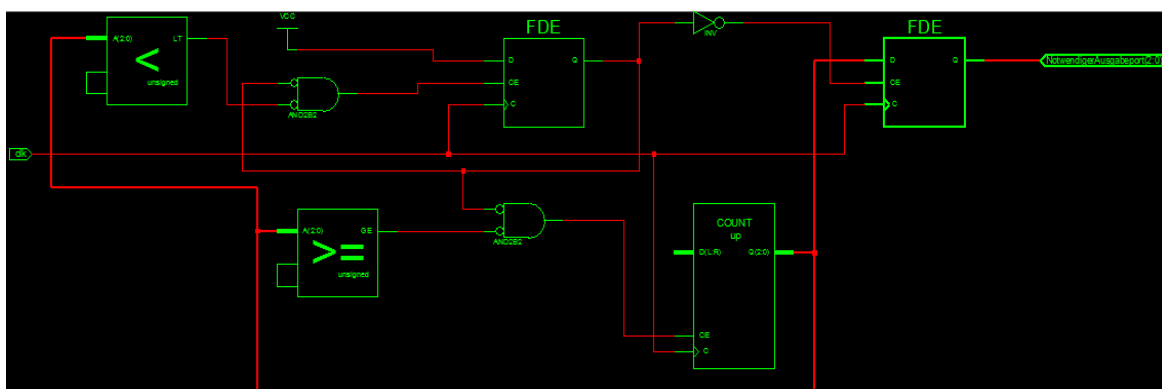 VCC
FDE
FDE
A(2:0)
LT
<
unsigned
INV
D
Q
CE
C
D
Q
CE
C
NotwendigerAusgabeport(2:0)
AND2B2
clk
A(2:0)
GE
>=
unsigned
AND2B2
COUNT
up
D(L:R)
Q(2:0)
CE
C